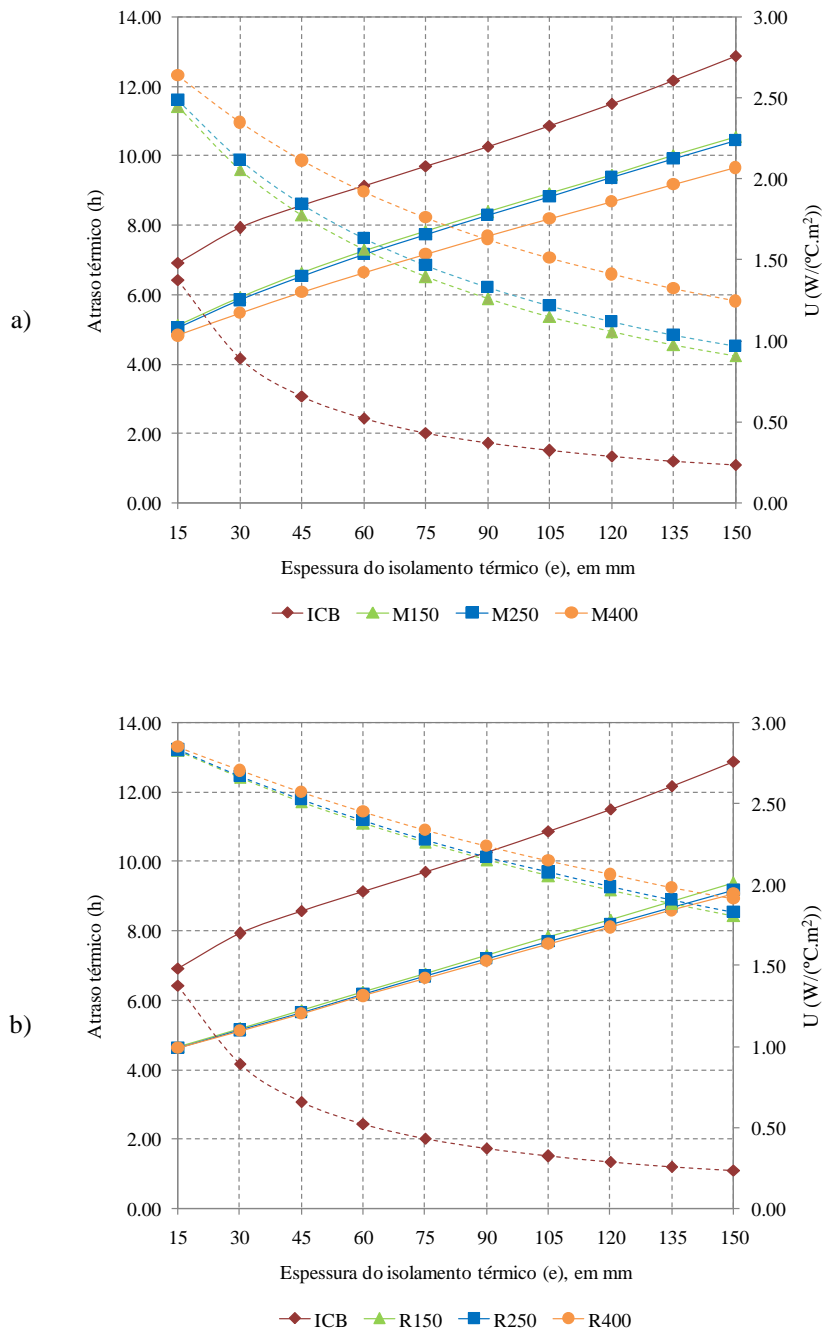 a)
Atraso térmico (h)
14.00
12.00
10.00
8.00
6.00
4.00
2.00
0.00
3.00
2.50
2.00
1.50
1.00
0.50
0.00
U (W/(ºC.m²))
15 30 45 60 75 90 105 120 135 150
Espessura do isolamento térmico (e), em mm
ICB M150 M250 M400
b)
Atraso térmico (h)
14.00
12.00
10.00
8.00
6.00
4.00
2.00
0.00
3.00
2.50
2.00
1.50
1.00
0.50
0.00
U (W/(ºC.m²))
15 30 45 60 75 90 105 120 135 150
Espessura do isolamento térmico (e), em mm
ICB R150 R250 R400